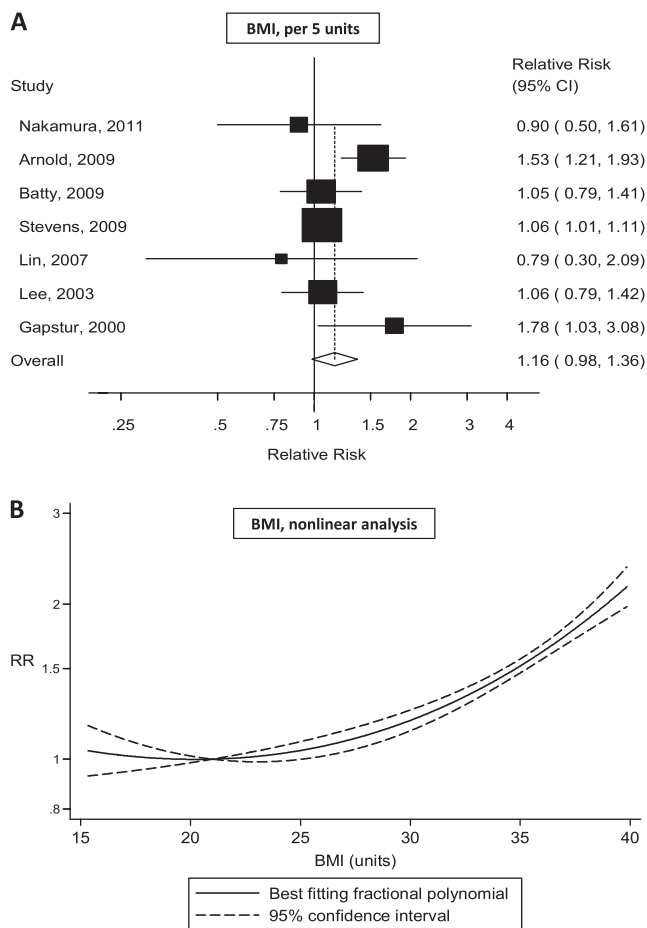 A
BMI, per 5 units
Relative Risk
Study (95% CI)
Nakamura, 2011 0.90 ( 0.50, 1.61)
Arnold, 2009 1.53 ( 1.21, 1.93)
Batty, 2009 1.05 ( 0.79, 1.41)
Stevens, 2009 1.06 ( 1.01, 1.11)
Lin, 2007 0.79 ( 0.30, 2.09)
Lee, 2003 1.06 ( 0.79, 1.42)
Gapstur, 2000 1.78 ( 1.03, 3.08)
Overall 1.16 ( 0.98, 1.36)
.25 .5 .75 1 1.5 2 3 4
Relative Risk
B
BMI, nonlinear analysis
3
2
RR
1.5
1
.8
15 20 25 30 35 40
BMI (units)
Best fitting fractional polynomial
95% confidence interval